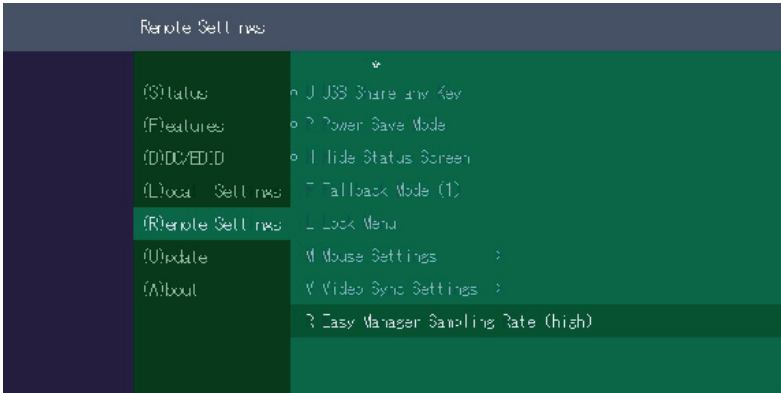 Remote Settings
(S)tatus
(F)eatures
(D)DC/EDID
(L)ocal Settings
(R)emote Settings
(U)pdate
(A)bout
*
o U USB Share any Key
o P Power Save Mode
o H Hide Status Screen
F Fallback Mode (1)
L Lock Menu
M Mouse Settings >
V Video Sync Settings >
R Easy Manager Sampling Rate (high)